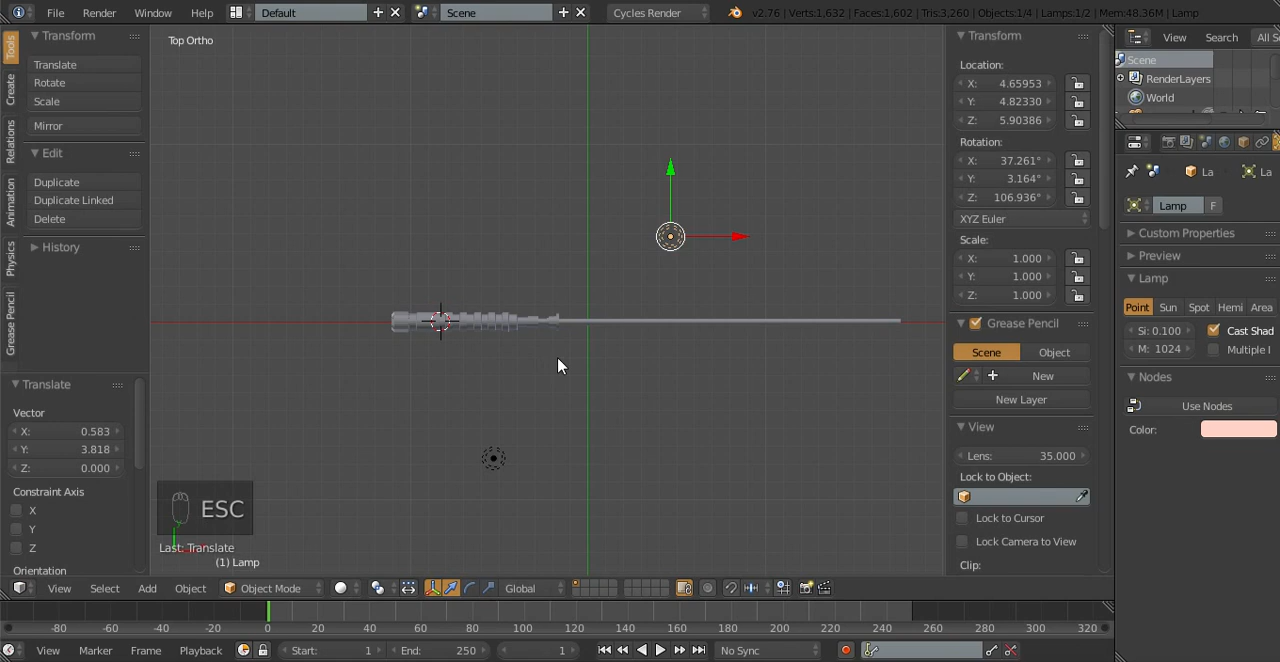 File Render Window Help Default Scene Cycles Render v2.76 | Verts:1,632 | Faces:1,602 | Tris:3,260 | Objects:1/4 | Lamps:1/2 | Mem:48.36M | Lamp
Tools
Create
Relations
Animation
Physics
Grease Pencil
Transform
Translate
Rotate
Scale
Mirror
Edit
Duplicate
Duplicate Linked
Delete
History
Translate
Vector
X: 0.583
Y: 3.818
Z: 0.000
Constraint Axis
X
Y
Z
Orientation
Top Ortho
ESC
Last: Translate
(1) Lamp
Transform
Location:
X: 4.65953
Y: 4.82330
Z: 5.90386
Rotation:
X: 37.261°
Y: 3.164°
Z: 106.936°
XYZ Euler
Scale:
X: 1.000
Y: 1.000
Z: 1.000
Grease Pencil
Scene Object
New
New Layer
View
Lens: 35.000
Lock to Object:
Lock to Cursor
Lock Camera to View
Clip:
View Search All S
Scene
RenderLayers
World
La La
Lamp F
Custom Properties
Preview
Lamp
Point Sun Spot Hemi Area
Si: 0.100 Cast Shad
M: 1024 Multiple I
Nodes
Use Nodes
Color:
View Select Add Object Object Mode Global
-80 -60 -40 -20 0 20 40 60 80 100 120 140 160 180 200 220 240 260 280 300 320
View Marker Frame Playback Start: 1 End: 250 1 No Sync